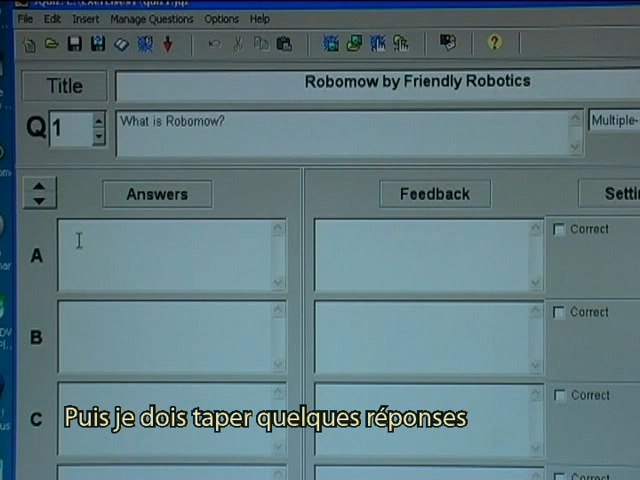 File Edit Insert Manage Questions Options Help
Title
Robomow by Friendly Robotics
Q 1
What is Robomow?
Multiple-
Answers
Feedback
A
Correct
B
Correct
C
Correct
Puis je dois taper quelques réponses